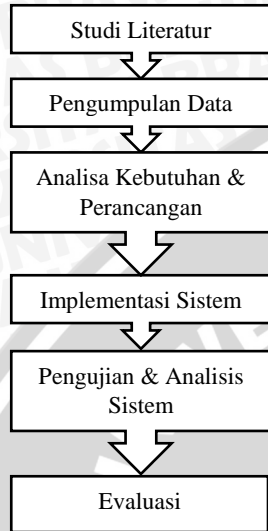 Studi Literatur
Pengumpulan Data
Analisa Kebutuhan &
Perancangan
Implementasi Sistem
Pengujian & Analisis
Sistem
Evaluasi